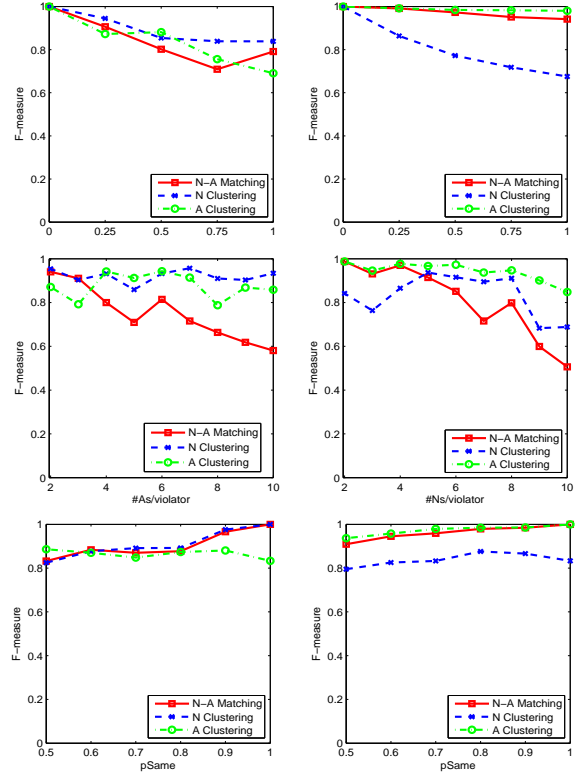 1
0.8
0.6
0.4
0.2
0
F-measure
N-A Matching
N Clustering
A Clustering
0 0.25 0.5 0.75 1
1
0.8
0.6
0.4
0.2
0
F-measure
N-A Matching
N Clustering
A Clustering
0 0.25 0.5 0.75 1
1
0.8
0.6
0.4
0.2
0
F-measure
N-A Matching
N Clustering
A Clustering
2 4 6 8 10
#As/violator
1
0.8
0.6
0.4
0.2
0
F-measure
N-A Matching
N Clustering
A Clustering
2 4 6 8 10
#Ns/violator
1
0.8
0.6
0.4
0.2
0
F-measure
N-A Matching
N Clustering
A Clustering
0.5 0.6 0.7 0.8 0.9 1
pSame
1
0.8
0.6
0.4
0.2
0
F-measure
N-A Matching
N Clustering
A Clustering
0.5 0.6 0.7 0.8 0.9 1
pSame